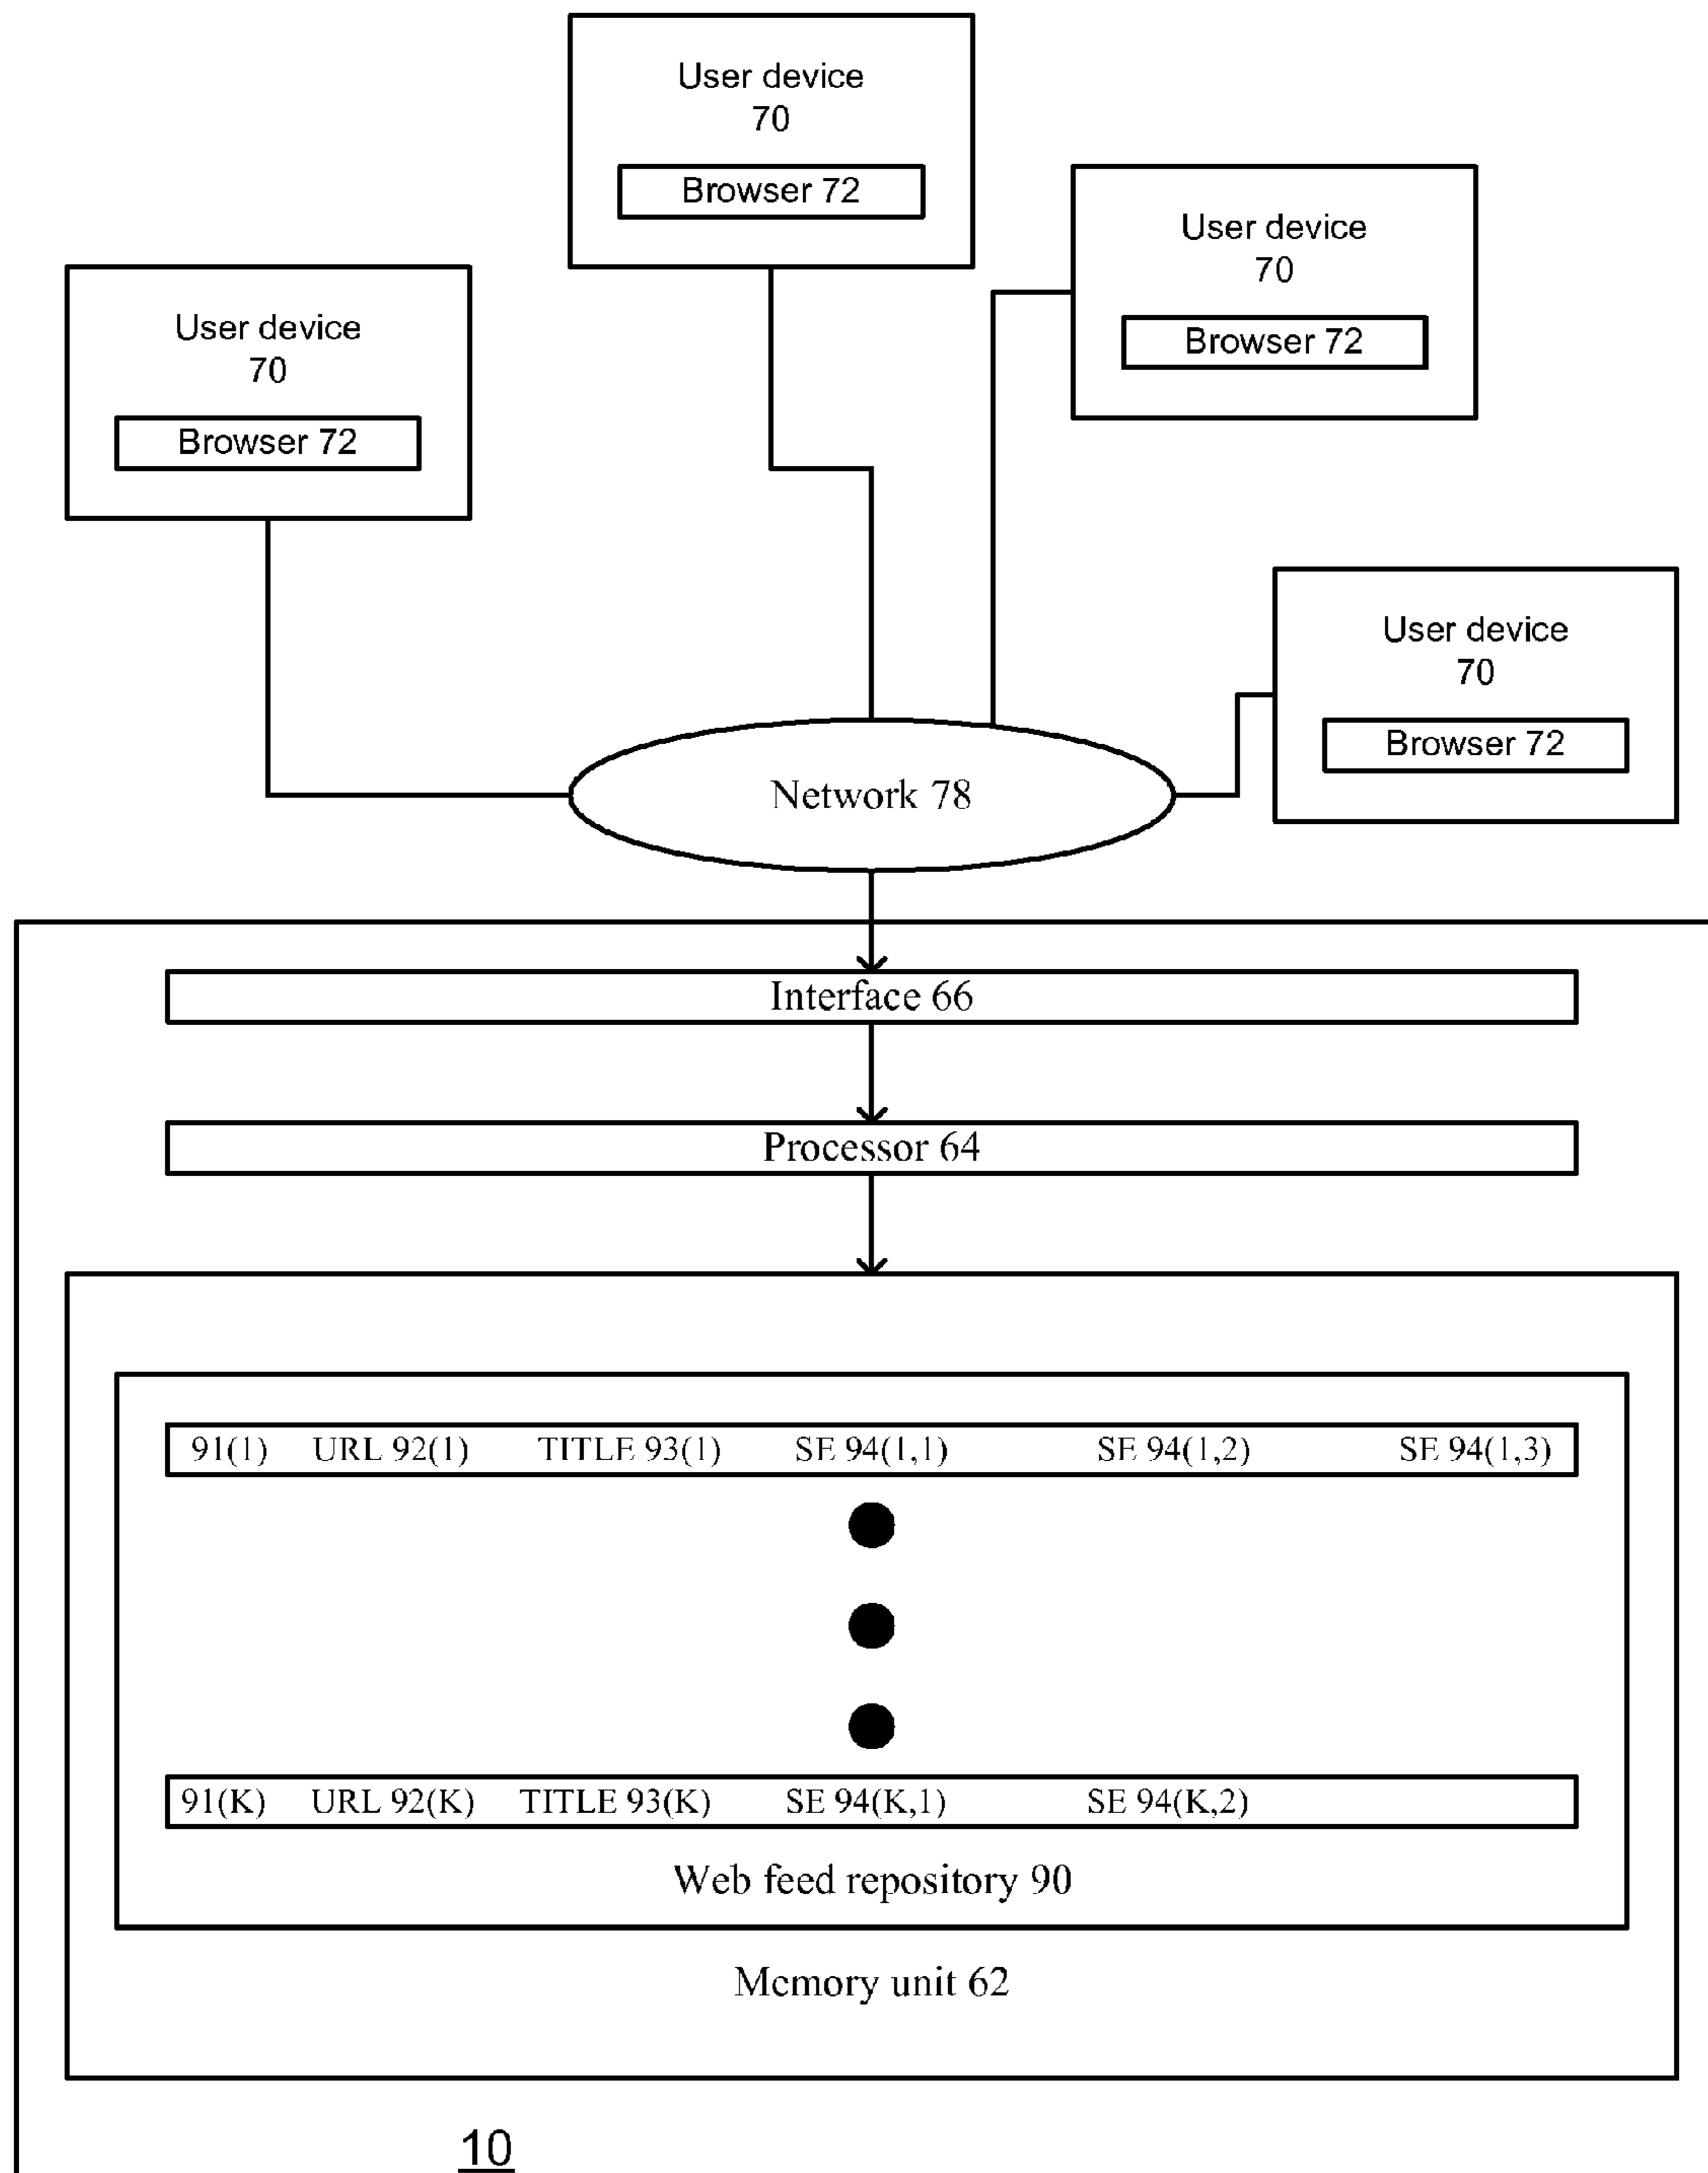 User device
70
Browser 72
User device
70
Browser 72
User device
70
Browser 72
User device
70
Browser 72
Network 78
Interface 66
Processor 64
91(1) URL 92(1) TITLE 93(1) SE 94(1,1) SE 94(1,2) SE 94(1,3)
91(K) URL 92(K) TITLE 93(K) SE 94(K,1) SE 94(K,2)
Web feed repository 90
Memory unit 62
10